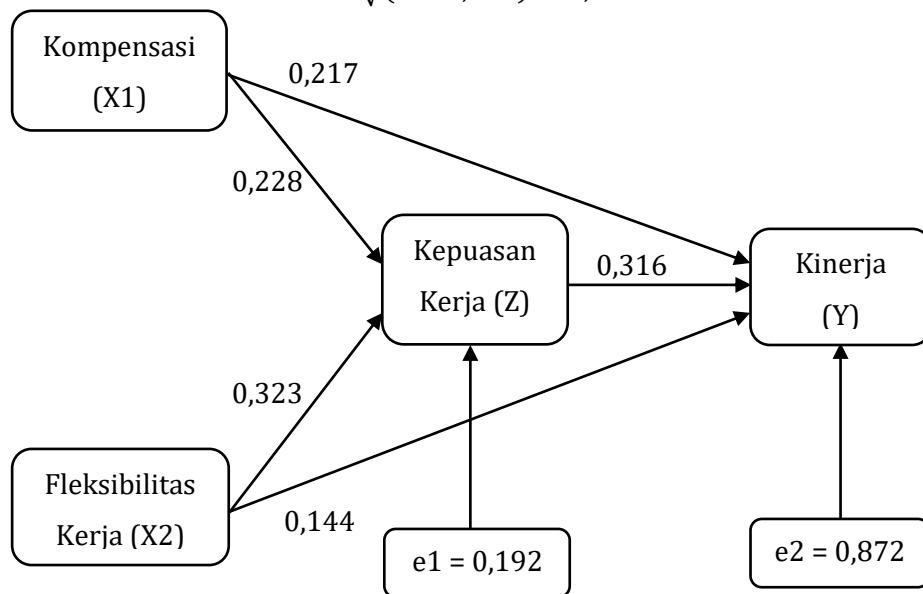 Kompensasi
(X1)
0,217
0,228
Kepuasan
Kerja (Z)
0,316
Kinerja
(Y)
0,323
Fleksibilitas
Kerja (X2)
0,144
e1 = 0,192
e2 = 0,872